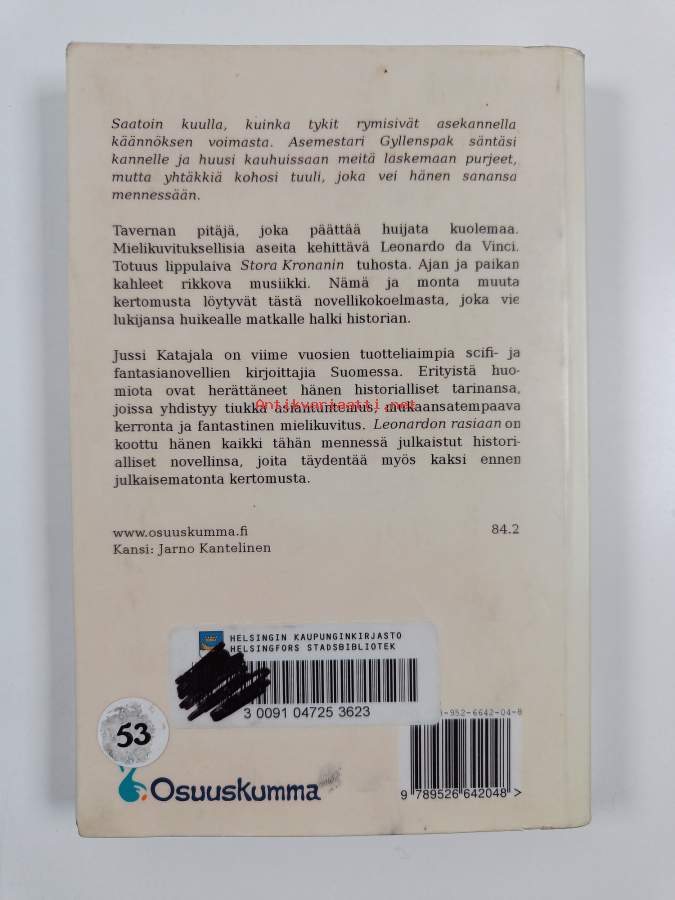 Saatoin kuulla, kuinka tykit rymisivät asekannella
käännöksen voimasta. Asemestari Gyllenspak säntäsi
kannelle ja huusi kauhuissaan meitä laskemaan purjeet,
mutta yhtäkkiä kohosi tuuli, joka vei hänen sanansa
mennessään.
Tavernan pitäjä, joka päättää huijata kuolemaa.
Mielikuvituksellisia aseita kehittävä Leonardo da Vinci.
Totuus lippulaiva Stora Kronanin tuhosta. Ajan ja paikan
kahleet rikkova musiikki. Nämä ja monta muuta
kertomusta löytyvät tästä novellikokoelmasta, joka vie
lukijansa huikealle matkalle halki historian.
Jussi Katajala on viime vuosien tuotteliaimpia scifi- ja
fantasianovellien kirjoittajia Suomessa. Erityistä huo-
miota ovat herättäneet hänen historialliset tarinansa,
joissa yhdistyy tiukka asiantuntemus, mukaansatempaava
Antikvariaatti.net
kerronta ja fantastinen mielikuvitus. Leonardon rasiaan on
koottu hänen kaikki tähän mennessä julkaistut histori-
alliset novellinsa, joita täydentää myös kaksi ennen
julkaisematonta kertomusta.
www.osuuskumma.fi 84.2
Kansi: Jarno Kantelinen
HELSINGIN KAUPUNGINKIRJASTO
HELSINGFORS STADSBIBLIOTEK
3 0091 04725 3623
53
-952-6642-04-8
Osuuskumma
9 789526 642048 >